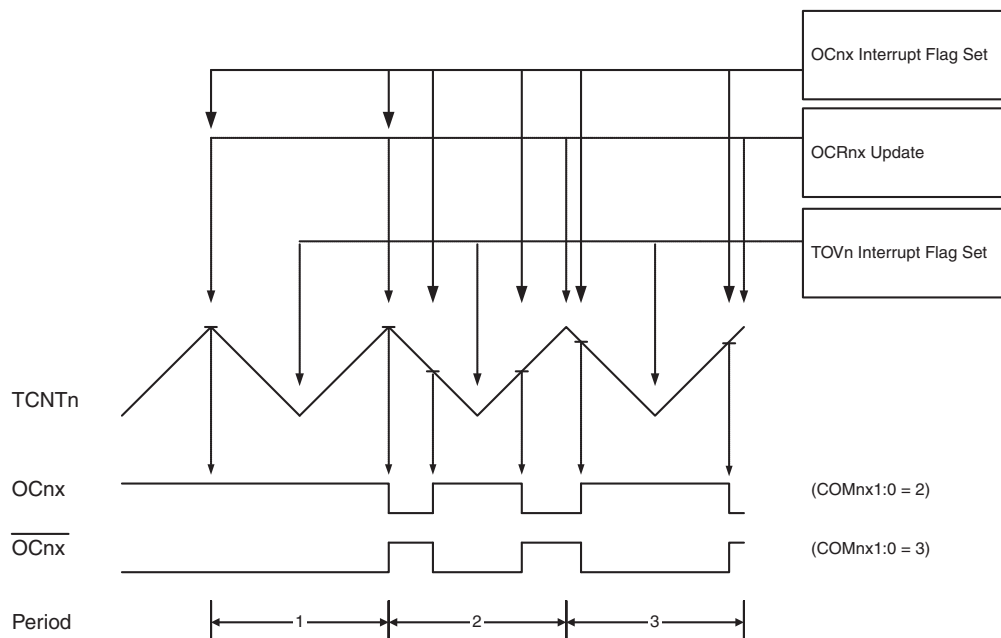 OCnx Interrupt Flag Set
OCRnx Update
TOVn Interrupt Flag Set
TCNTn
OCnx
(COMnx1:0 = 2)
OCnx
(COMnx1:0 = 3)
Period
1
2
3